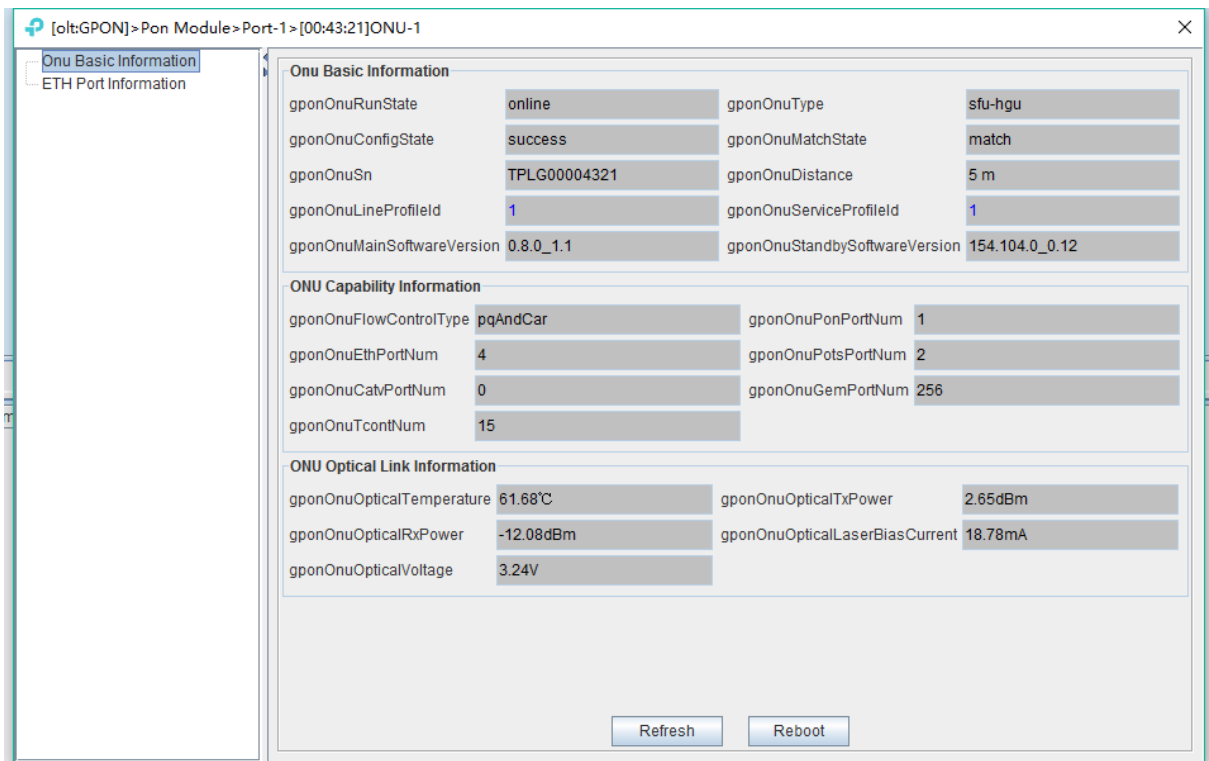 [olt:GPON]>Pon Module>Port-1>[00:43:21]ONU-1
Onu Basic Information
ETH Port Information
Onu Basic Information
gponOnuRunState online gponOnuType sfu-hgu
gponOnuConfigState success gponOnuMatchState match
gponOnuSn TPLG00004321 gponOnuDistance 5 m
gponOnuLineProfileId 1 gponOnuServiceProfileId 1
gponOnuMainSoftwareVersion 0.8.0_1.1 gponOnuStandbySoftwareVersion 154.104.0_0.12
ONU Capability Information
gponOnuFlowControlType pqAndCar gponOnuPonPortNum 1
gponOnuEthPortNum 4 gponOnuPotsPortNum 2
gponOnuCatvPortNum 0 gponOnuGemPortNum 256
gponOnuTcontNum 15
ONU Optical Link Information
gponOnuOpticalTemperature 61.68℃ gponOnuOpticalTxPower 2.65dBm
gponOnuOpticalRxPower -12.08dBm gponOnuOpticalLaserBiasCurrent 18.78mA
gponOnuOpticalVoltage 3.24V
Refresh Reboot